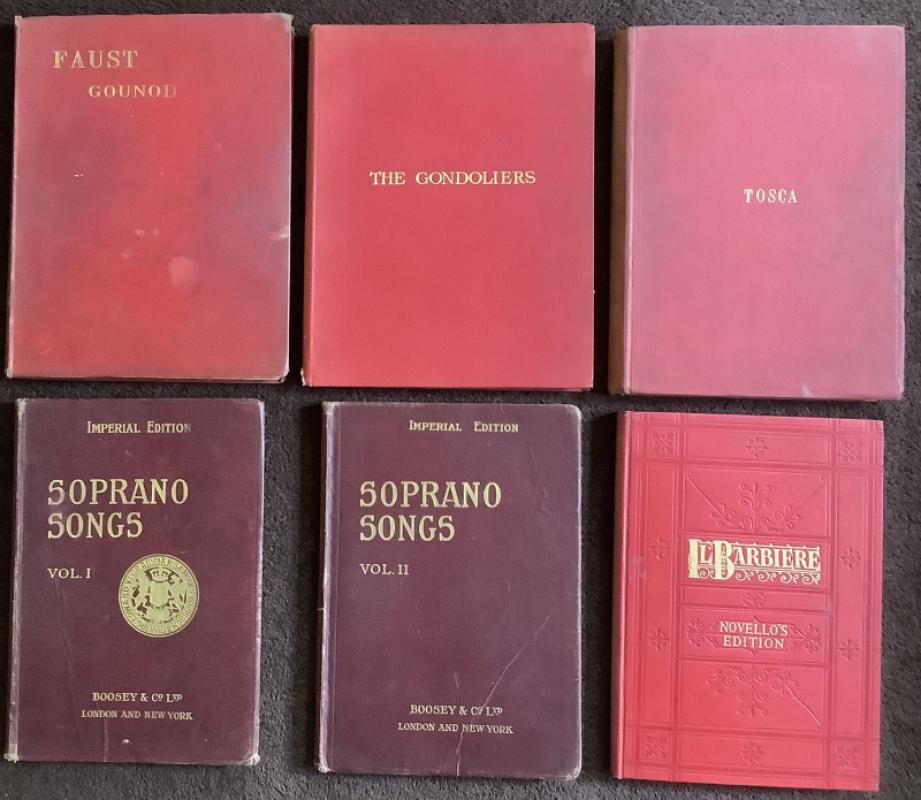 FAUST
GOUNOD
THE GONDOLIERS
TOSCA
IMPERIAL EDITION
SOPRANO
SONGS
VOL. I
BOOSEY & Cº LTD
LONDON AND NEW YORK
IMPERIAL EDITION
SOPRANO
SONGS
VOL. II
BOOSEY & Cº LTD
LONDON AND NEW YORK
IL BARBIERE
NOVELLO'S
EDITION